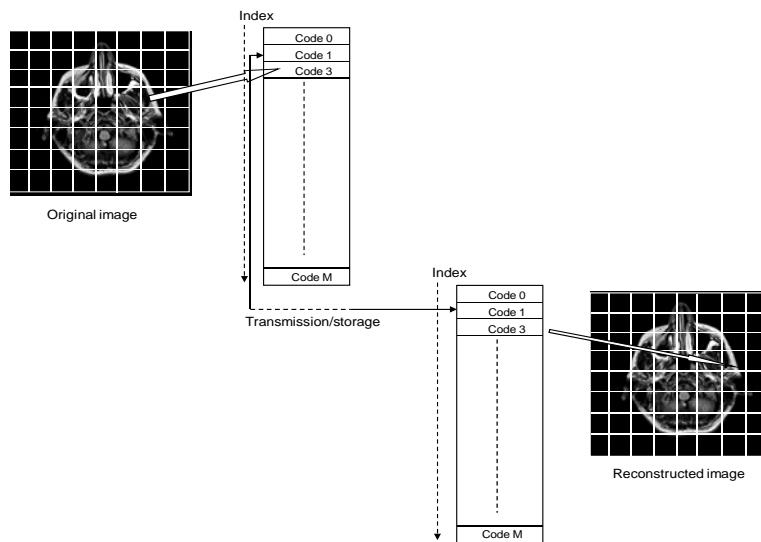 Index
Code 0
Code 1
Code 3
Original image
Code M
Index
Code 0
Transmission/storage
Code 1
Code 3
Reconstructed image
Code M